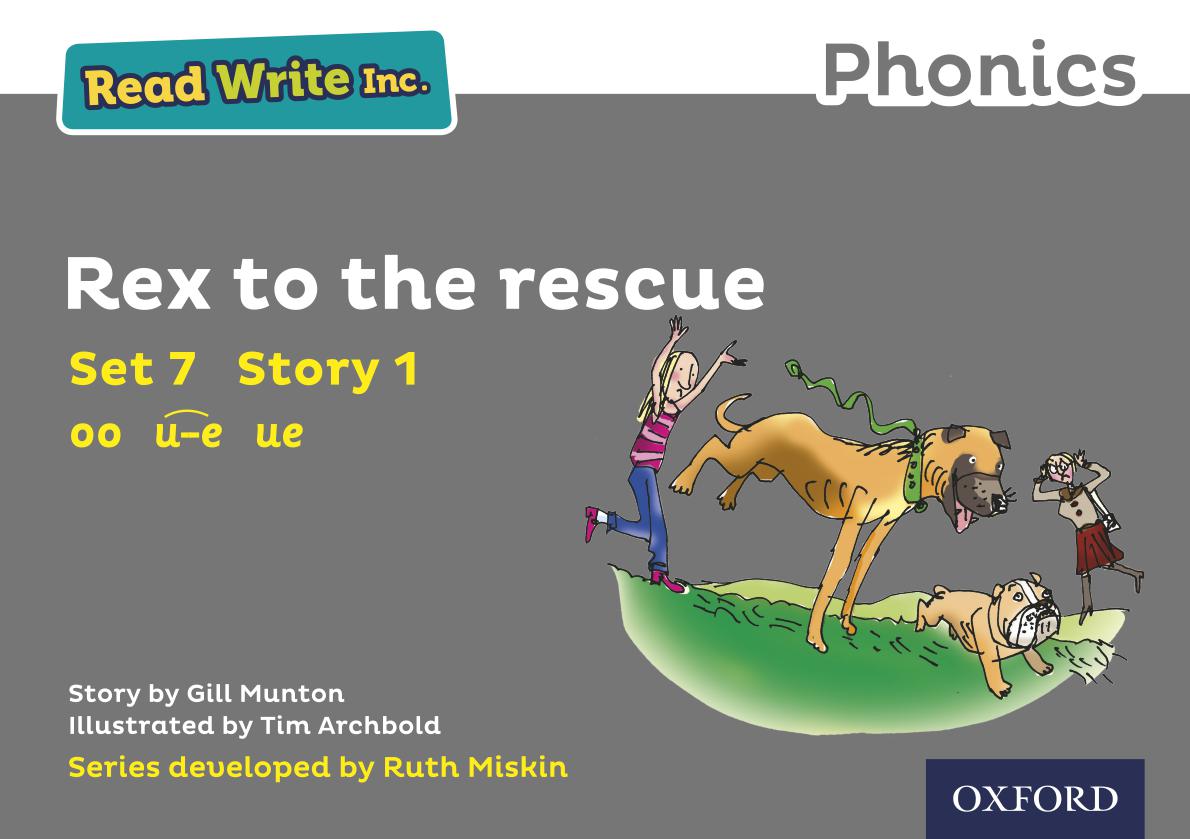 Read Write Inc.
Phonics
Rex to the rescue
Set 7 Story 1
oo u–e ue
Story by Gill Munton
Illustrated by Tim Archbold
Series developed by Ruth Miskin
OXFORD